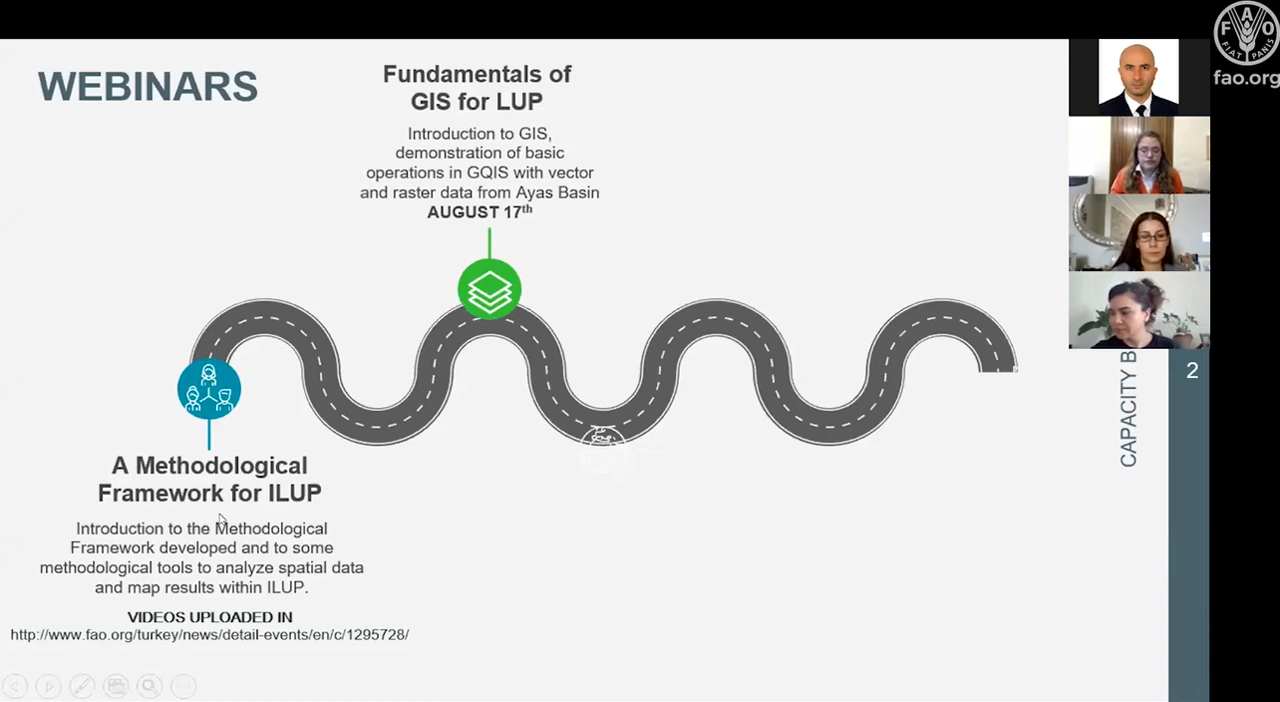 WEBINARS
Fundamentals of
GIS for LUP
Introduction to GIS,
demonstration of basic
operations in GQIS with vector
and raster data from Ayas Basin
AUGUST 17th
A Methodological
Framework for ILUP
Introduction to the Methodological
Framework developed and to some
methodological tools to analyze spatial data
and map results within ILUP.
VIDEOS UPLOADED IN
http://www.fao.org/turkey/news/detail-events/en/c/1295728/
CAPACITY B
2
F A O
FIAT PANIS
fao.org